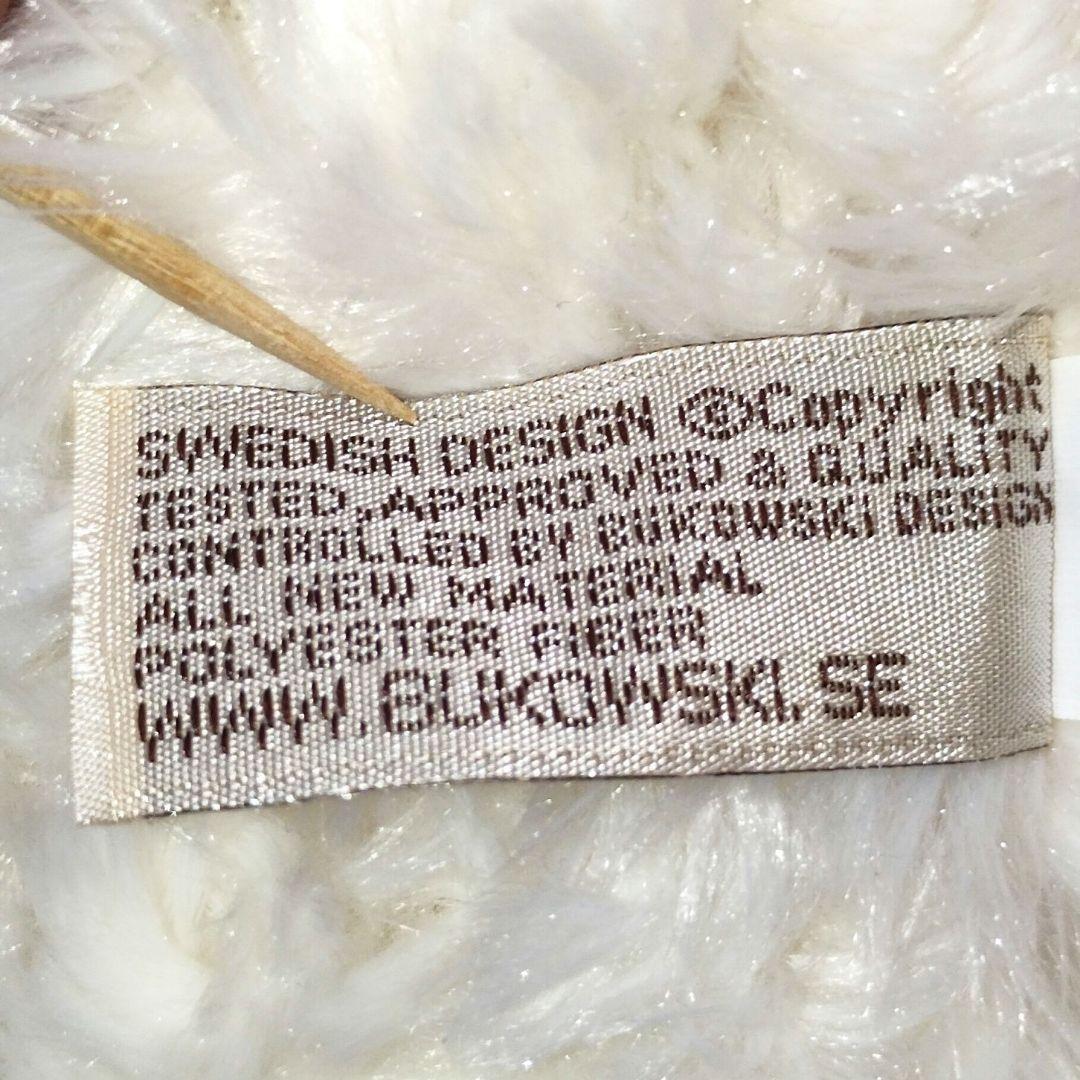 SWEDISH DESIGN ©Copyright
TESTED, APPROVED & QUALITY
CONTROLLED BY BUKOWSKI DESIGN
ALL NEW MATERIAL
POLYESTER FIBER
WWW.BUKOWSKI.SE